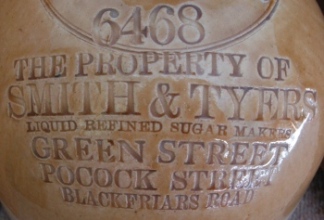 6468
THE PROPERTY OF
SMITH & TYERS
LIQUID REFINED SUGAR MAKERS
GREEN STREET
POCOCK STREET
BLACKFRIARS ROAD